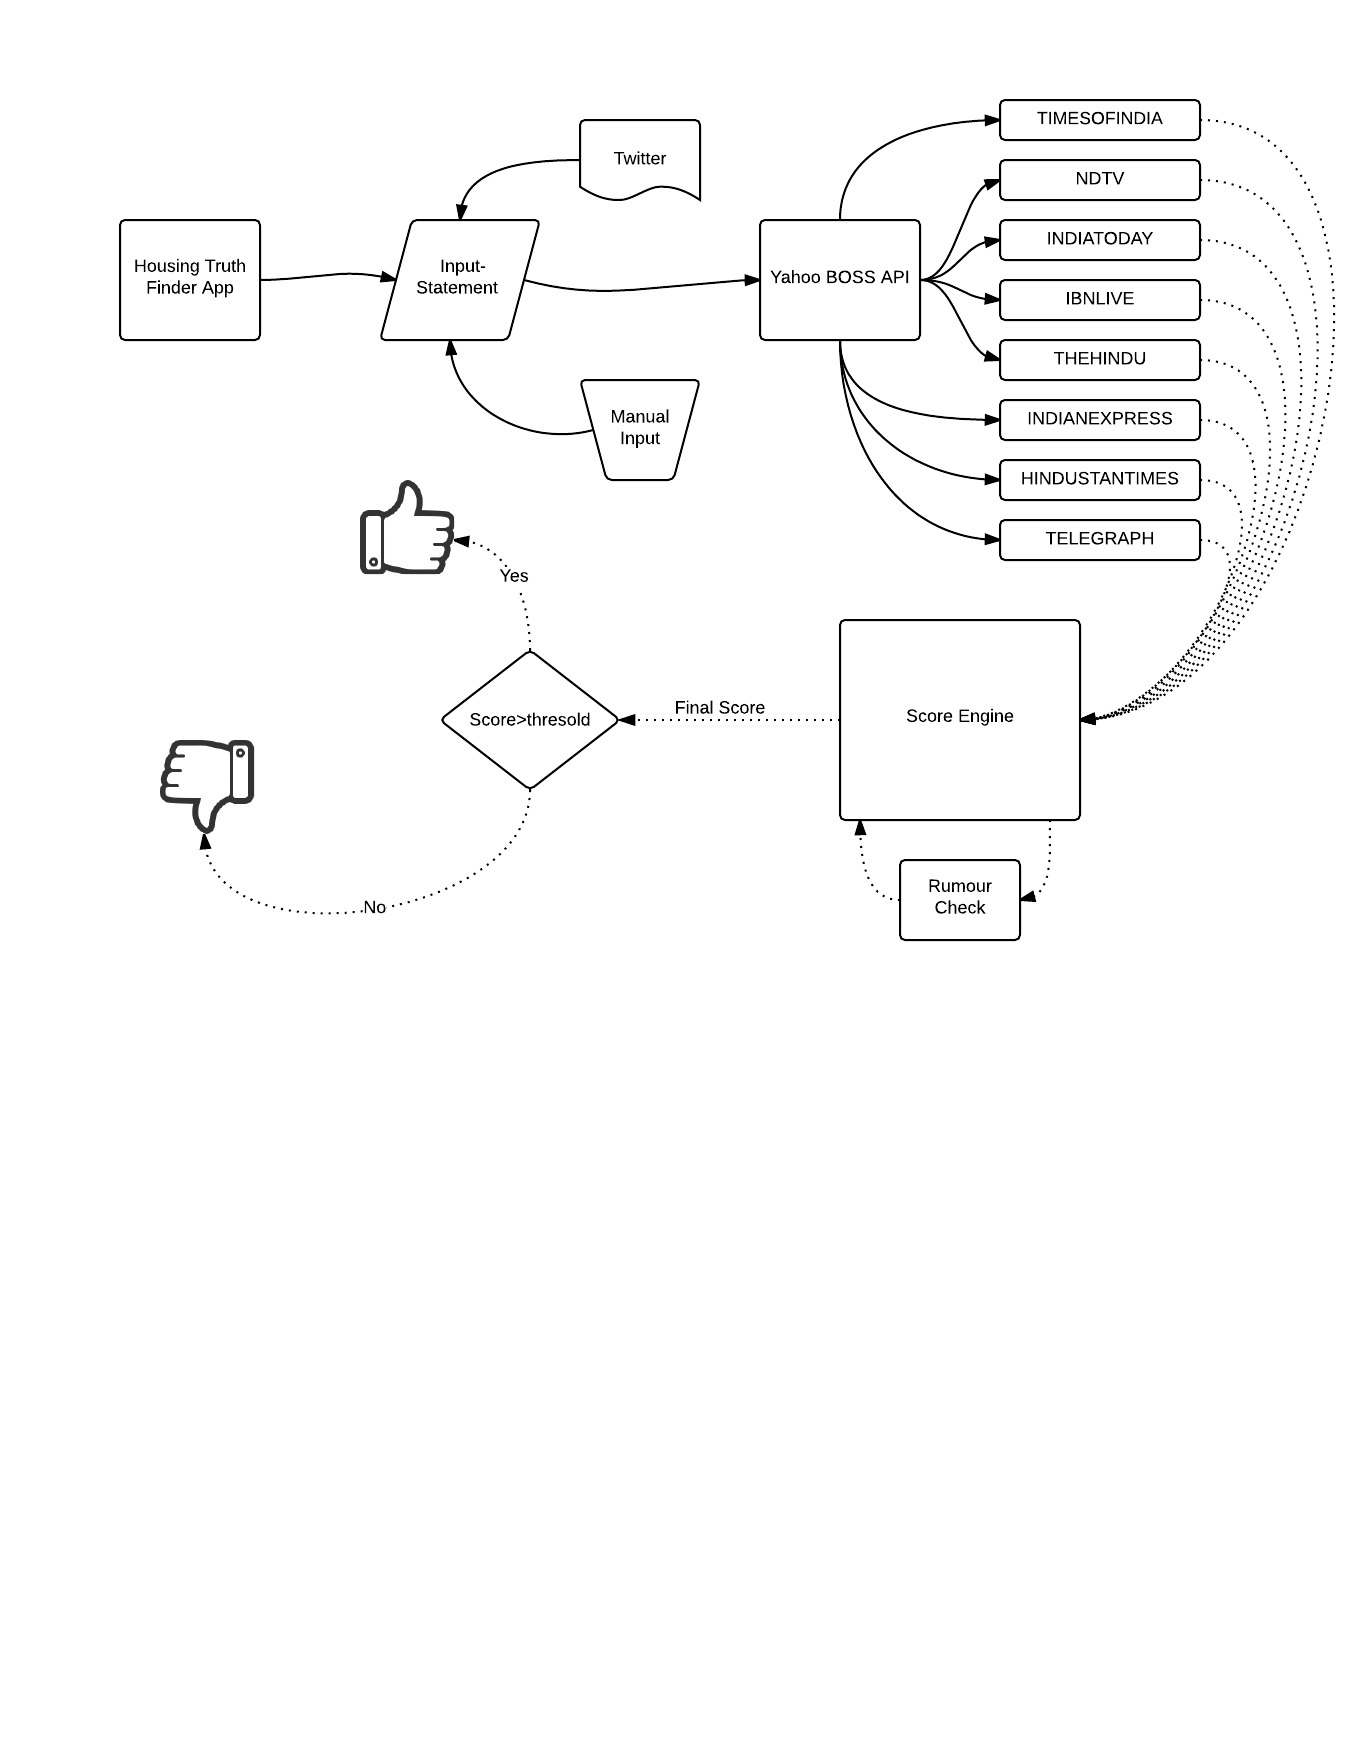 TIMESOFINDIA
Twitter
NDTV
INDIATODAY
Housing Truth
Finder App
Input-
Statement
Yahoo BOSS API
IBNLIVE
THEHINDU
Manual
Input
INDIANEXPRESS
HINDUSTANTIMES
TELEGRAPH
Yes
Score>thresold
Final Score
Score Engine
No
Rumour
Check